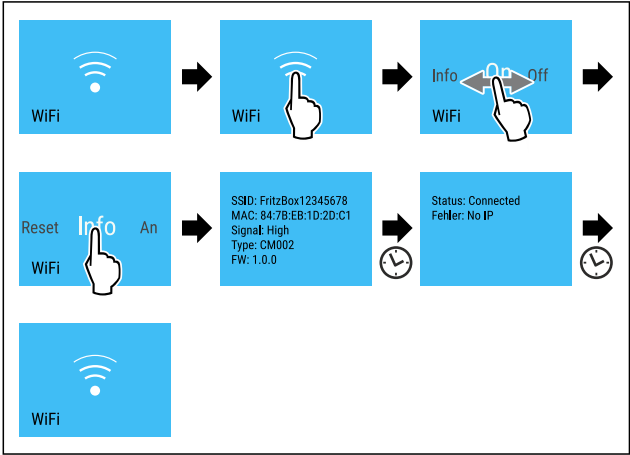 WiFi
WiFi
Info On Off
WiFi
Reset Info An
WiFi
SSID: FritzBox12345678
MAC: 84:7B:EB:1D:2D:C1
Signal: High
Type: CM002
FW: 1.0.0
Status: Connected
Fehler: No IP
WiFi